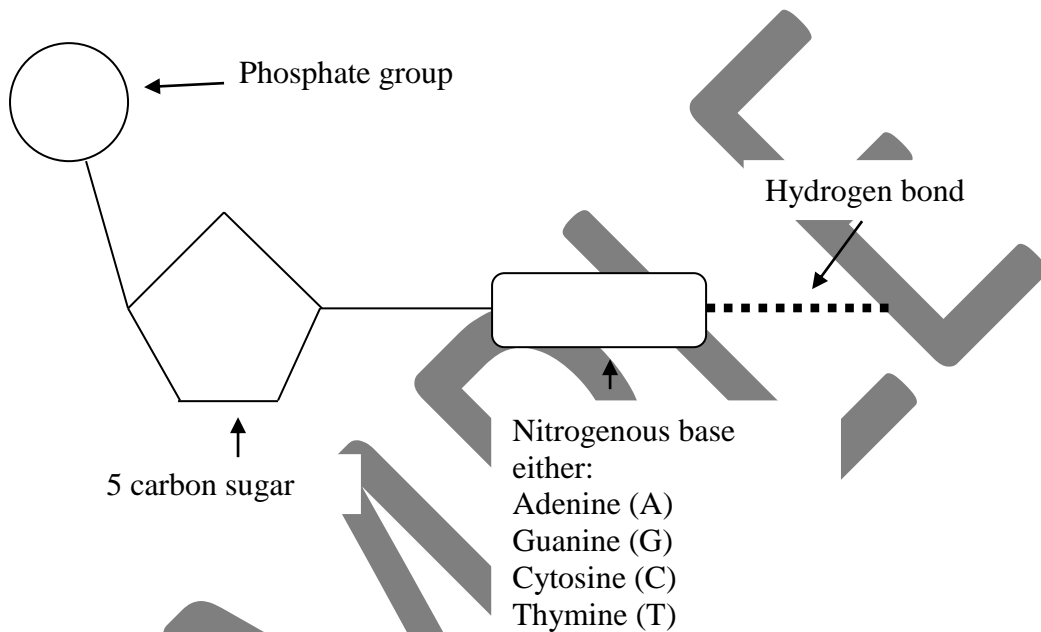 Phosphate group
Hydrogen bond
5 carbon sugar
Nitrogenous base
either:
Adenine (A)
Guanine (G)
Cytosine (C)
Thymine (T)